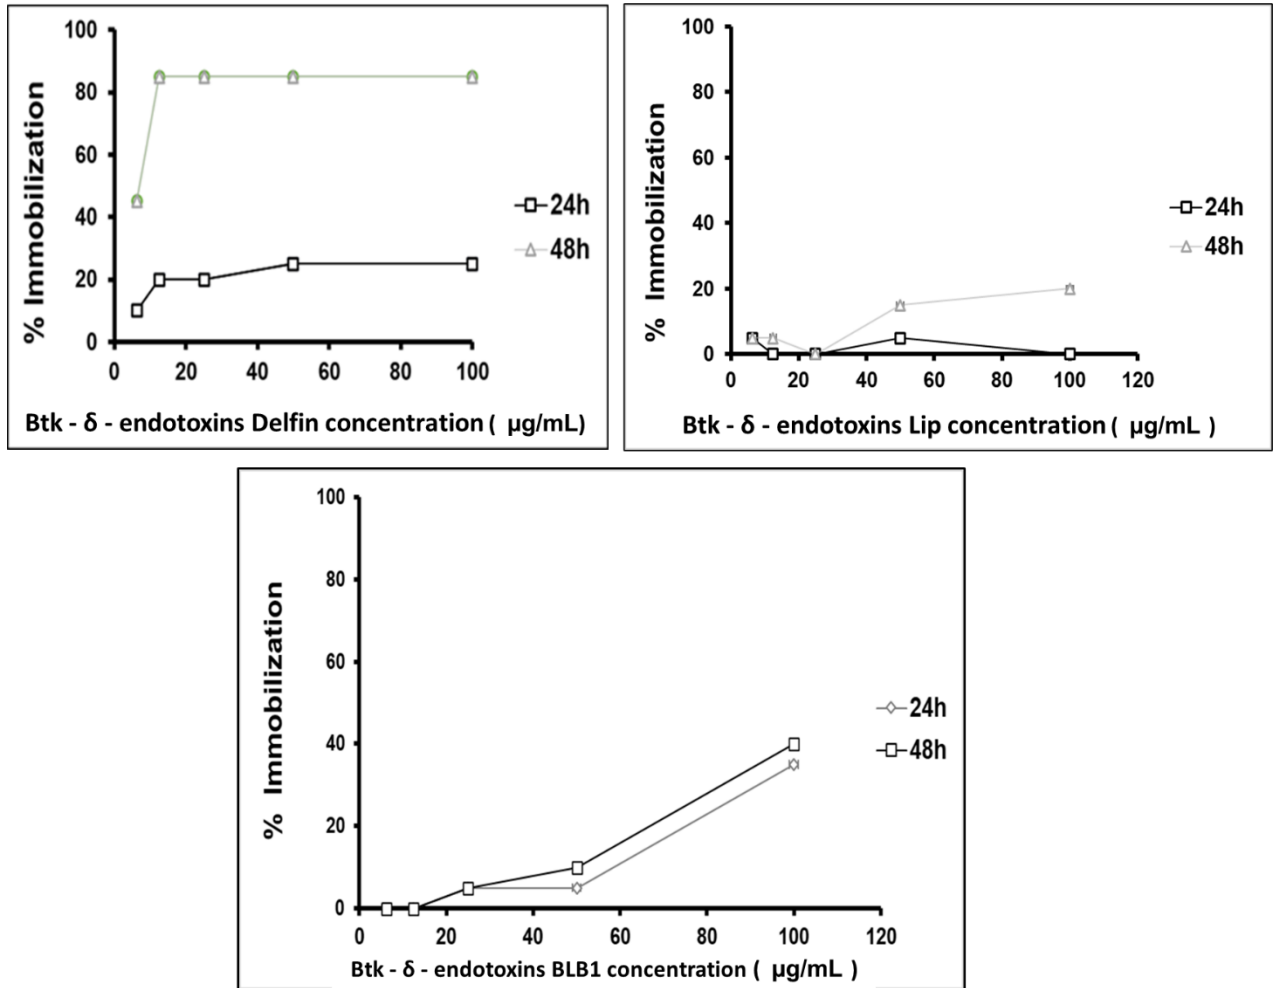 100
80
60
40
20
0
% Immobilization
0 20 40 60 80 100
24h
48h
Btk - δ - endotoxins Delfin concentration ( µg/mL)
100
80
60
40
20
0
% Immobilization
0 20 40 60 80 100 120
24h
48h
Btk - δ - endotoxins Lip concentration ( µg/mL )
100
80
60
40
20
0
% Immobilization
0 20 40 60 80 100 120
24h
48h
Btk - δ - endotoxins BLB1 concentration ( µg/mL )